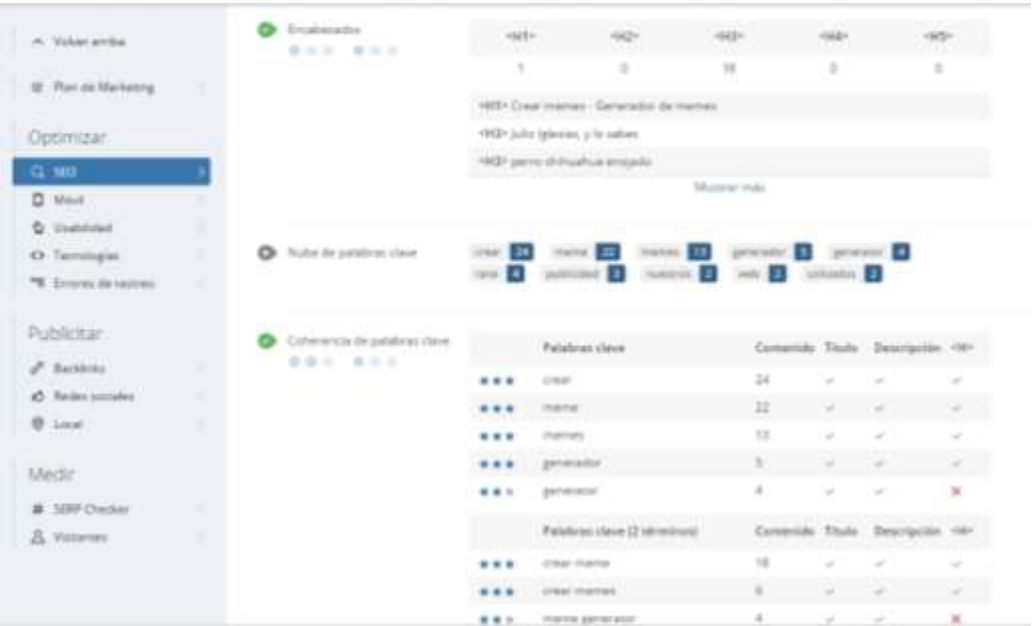 Volver arriba
Plan de Marketing
Optimizar
SEO
Móvil
Usabilidad
Tecnologías
Errores de rastreo
Publicitar
Backlinks
Redes sociales
Local
Medir
# SERP Checker
Visitantes
Encabezados
<H1> <H2> <H3> <H4> <H5>
1 0 18 0 0
<H1> Crear memes - Generador de memes
<H3> Julio Iglesias, y lo sabes
<H3> perro chihuahua enojado
Mostrar más
Nube de palabras clave
crear 24 meme 22 memes 13 generador 5 generator 4
rana 4 publicidad 3 nuestros 2 web 2 utilizados 2
Coherencia de palabras clave
Palabras clave Contenido Título Descripción <H>
crear 24
meme 22
memes 13
generador 5
generator 4
Palabras clave (2 términos) Contenido Título Descripción <H>
crear meme 18
crear memes 6
meme generator 4